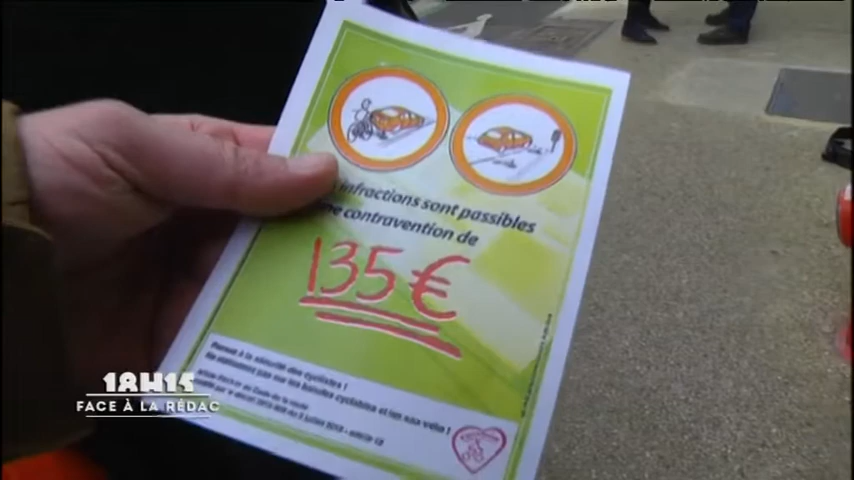 infractions sont passibles
contravention de
135 €
Pensez à la sécurité des cyclistes !
Ne stationnez pas sur les bandes cyclables et les sas vélo !
18H15
FACE À LA RÉDAC